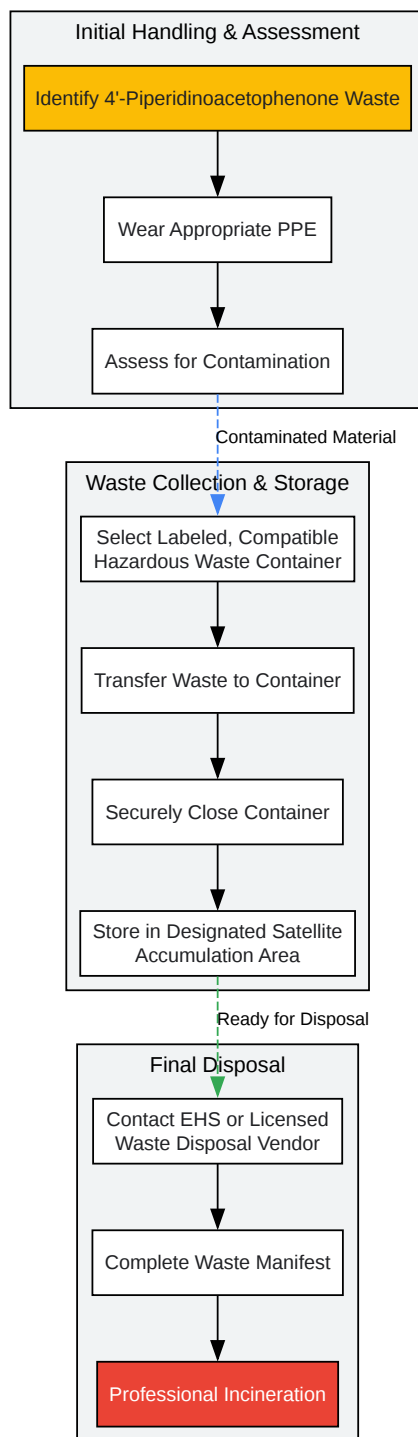 Initial Handling & Assessment
Identify 4'-Piperidinoacetophenone Waste
Wear Appropriate PPE
Assess for Contamination
Contaminated Material
Waste Collection & Storage
Select Labeled, Compatible
Hazardous Waste Container
Transfer Waste to Container
Securely Close Container
Store in Designated Satellite
Accumulation Area
Ready for Disposal
Final Disposal
Contact EHS or Licensed
Waste Disposal Vendor
Complete Waste Manifest
Professional Incineration